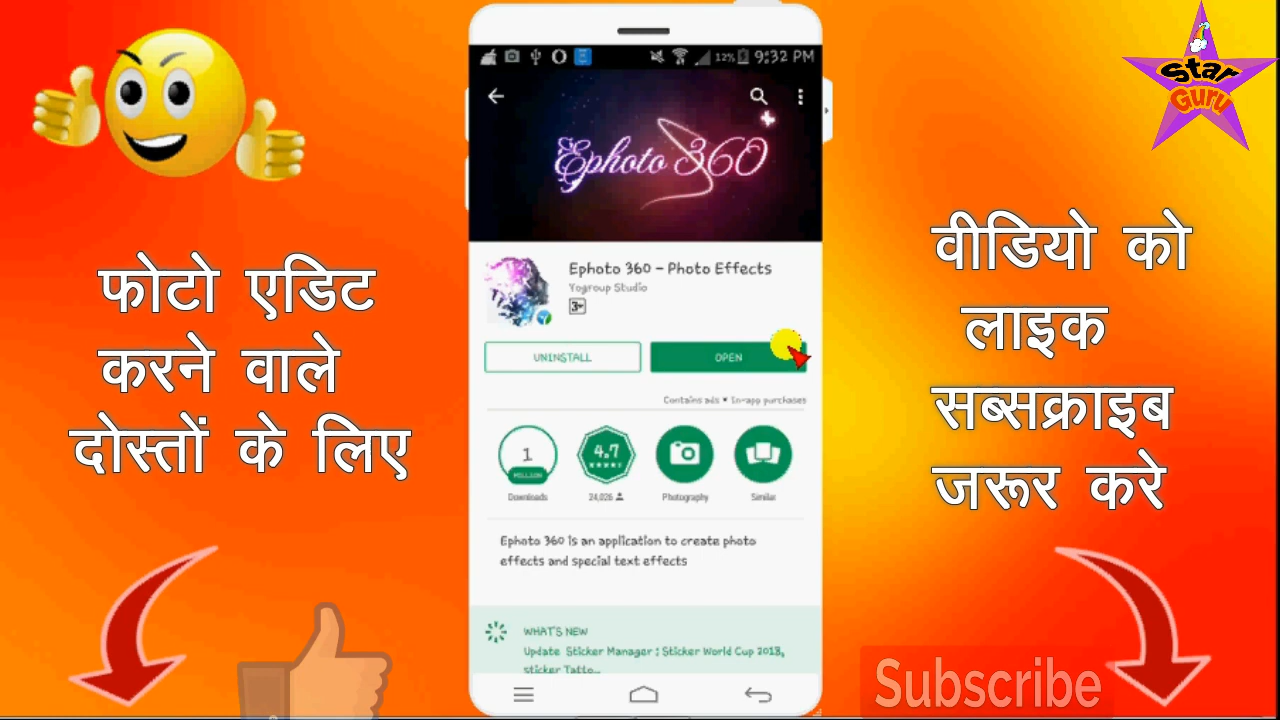 12% 9:32 PM
Star
Guru
Ephoto 360
फोटो एडिट
करने वाले
दोस्तों के लिए
Ephoto 360 - Photo Effects
Yogroup Studio
3+
UNINSTALL
OPEN
Contains ads • In-app purchases
1
MILLION
Downloads
4.7
24,026
Photography
Similar
Ephoto 360 is an application to create photo
effects and special text effects
WHAT'S NEW
Update Sticker Manager : Sticker World Cup 2018,
sticker Tatto...
वीडियो को
लाइक
सब्सक्राइब
जरूर करे
Subscribe